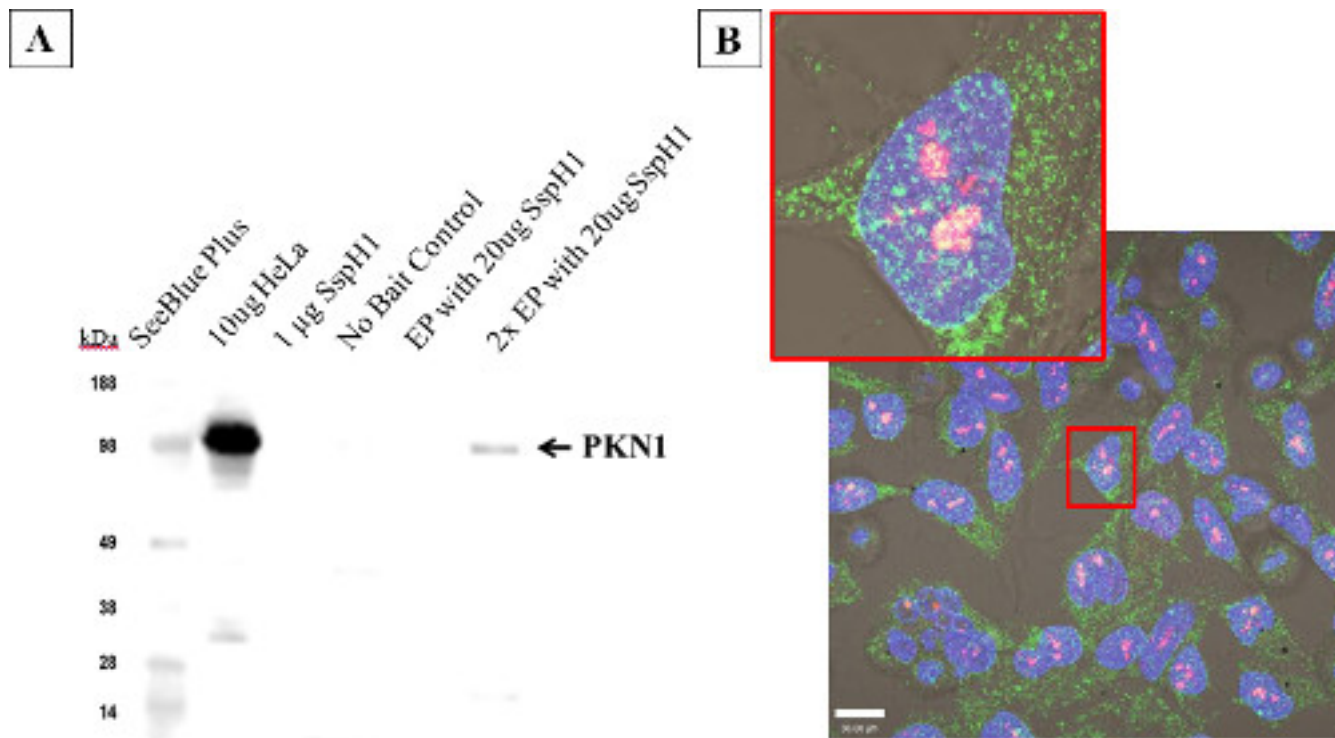 A
B
SeeBlue Plus
10ug HeLa
1 µg SspH1
No Bait Control
EP with 20ug SspH1
2x EP with 20ug SspH1
kDa
188
98
← PKN1
49
38
28
14